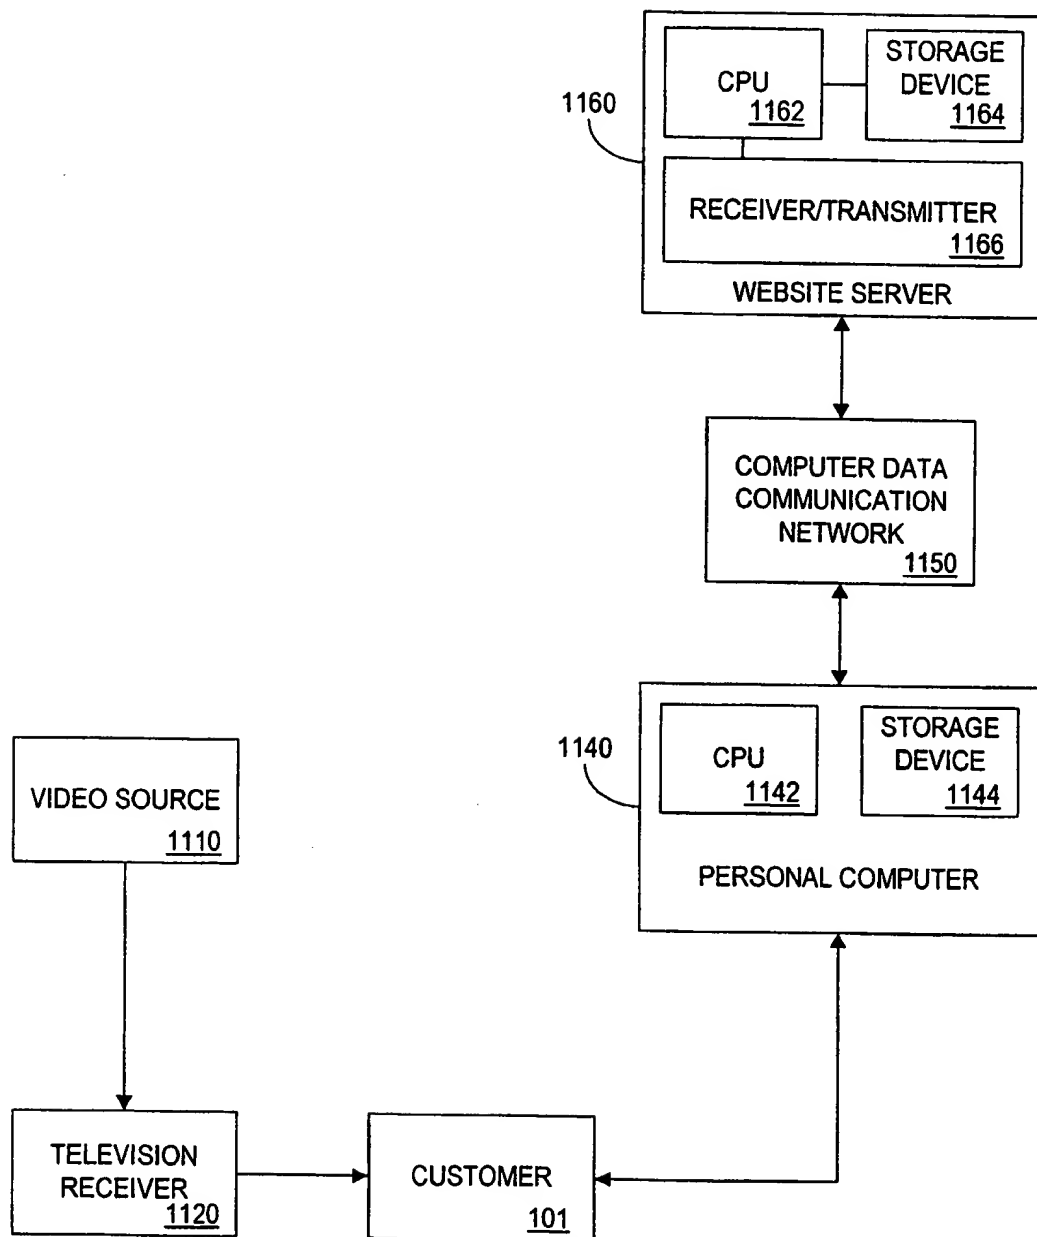 1160
CPU
1162
STORAGE
DEVICE
1164
RECEIVER/TRANSMITTER
1166
WEBSITE SERVER
COMPUTER DATA
COMMUNICATION
NETWORK
1150
1140
CPU
1142
STORAGE
DEVICE
1144
PERSONAL COMPUTER
VIDEO SOURCE
1110
TELEVISION
RECEIVER
1120
CUSTOMER
101